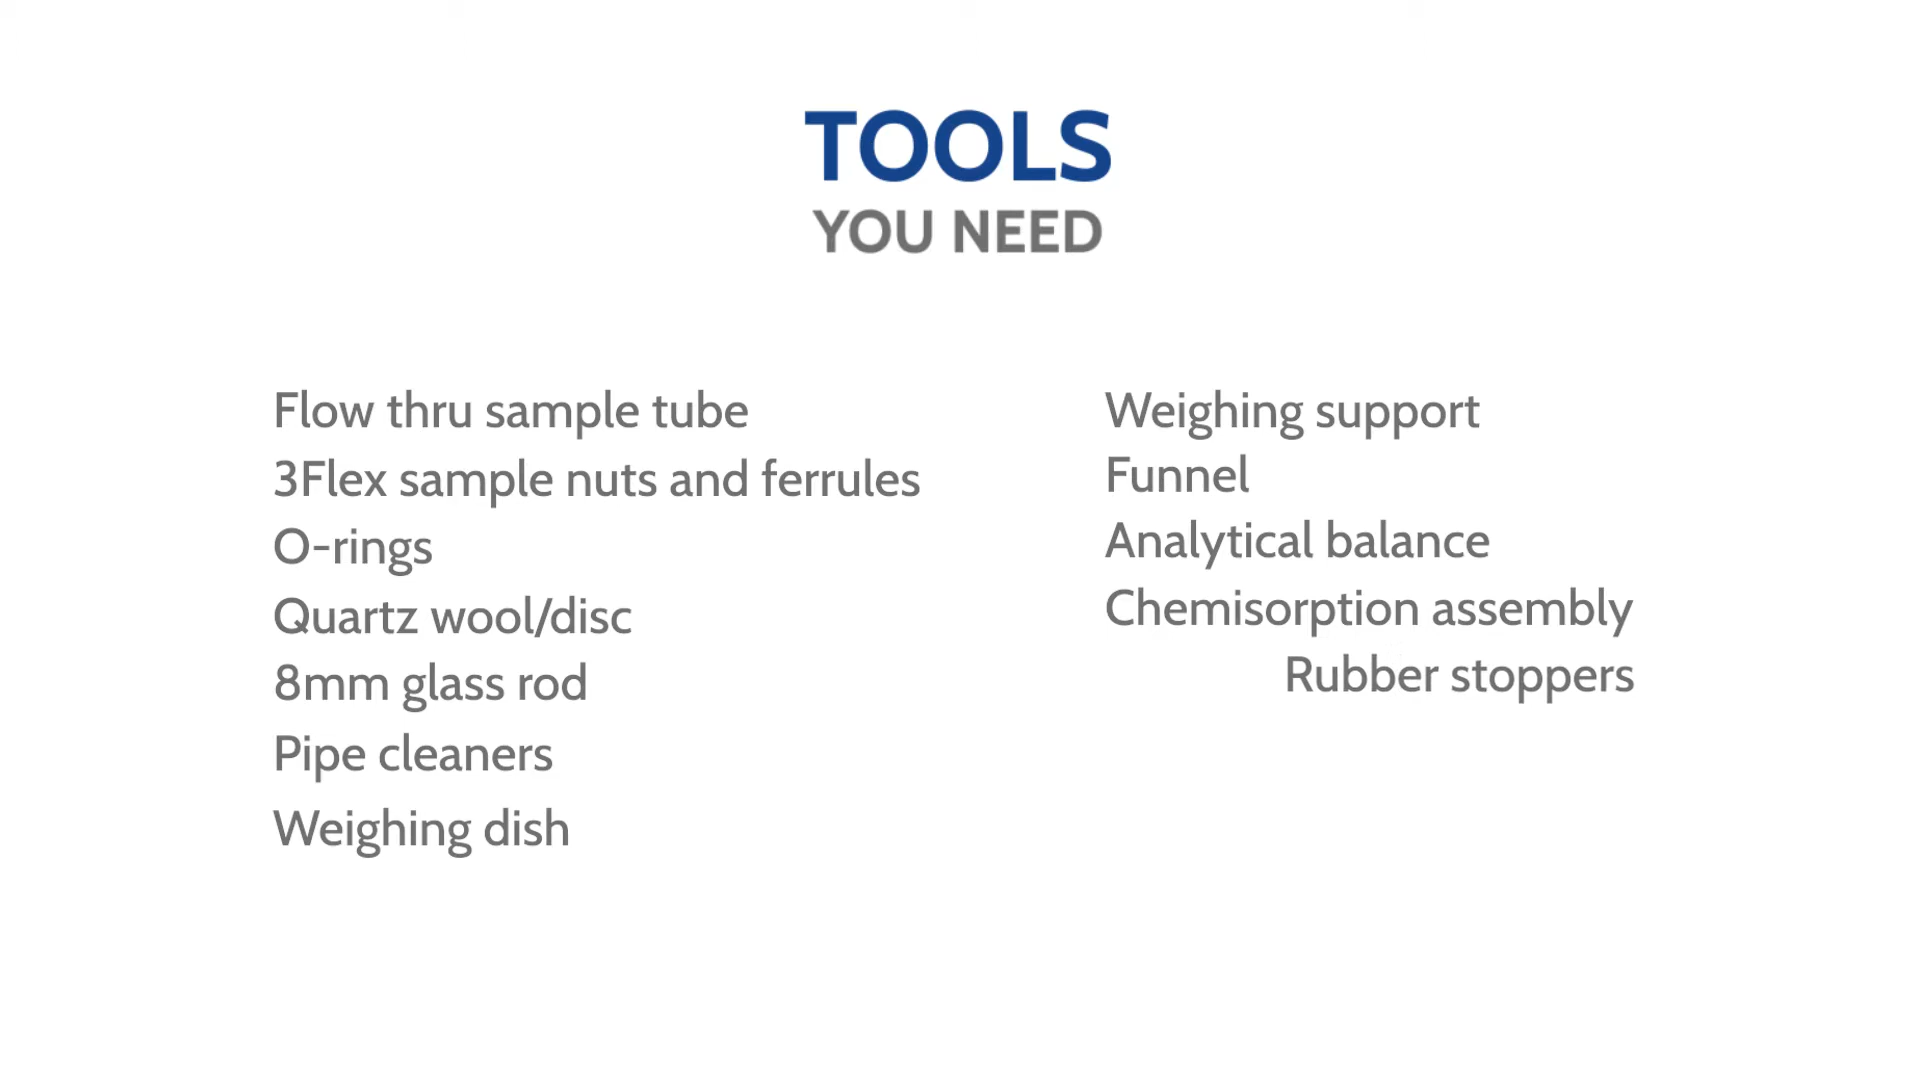 TOOLS
YOU NEED
Flow thru sample tube
3Flex sample nuts and ferrules
O-rings
Quartz wool/disc
8mm glass rod
Pipe cleaners
Weighing dish
Weighing support
Funnel
Analytical balance
Chemisorption assembly
Rubber stoppers